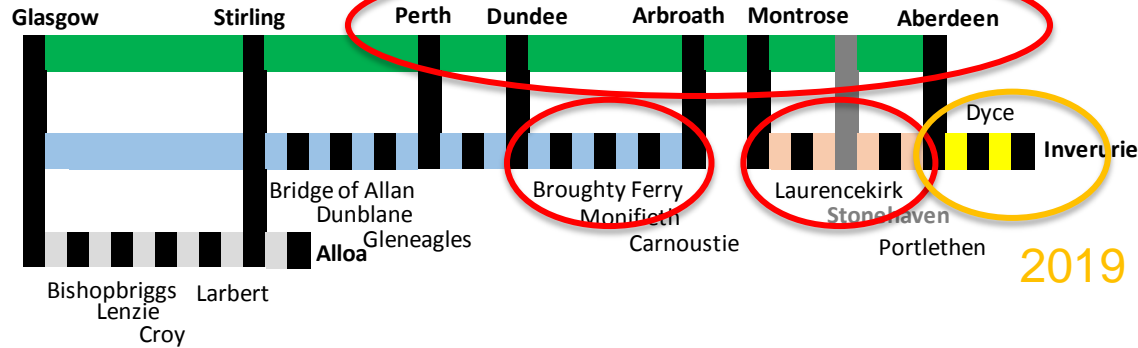 Glasgow Stirling Perth Dundee Arbroath Montrose Aberdeen
Dyce
Inverurie
Bridge of Allan Broughty Ferry Laurencekirk
Dunblane Monifieth Stonehaven
Gleneagles Carnoustie Portlethen
Alloa
2019
Bishopbriggs Larbert
Lenzie
Croy